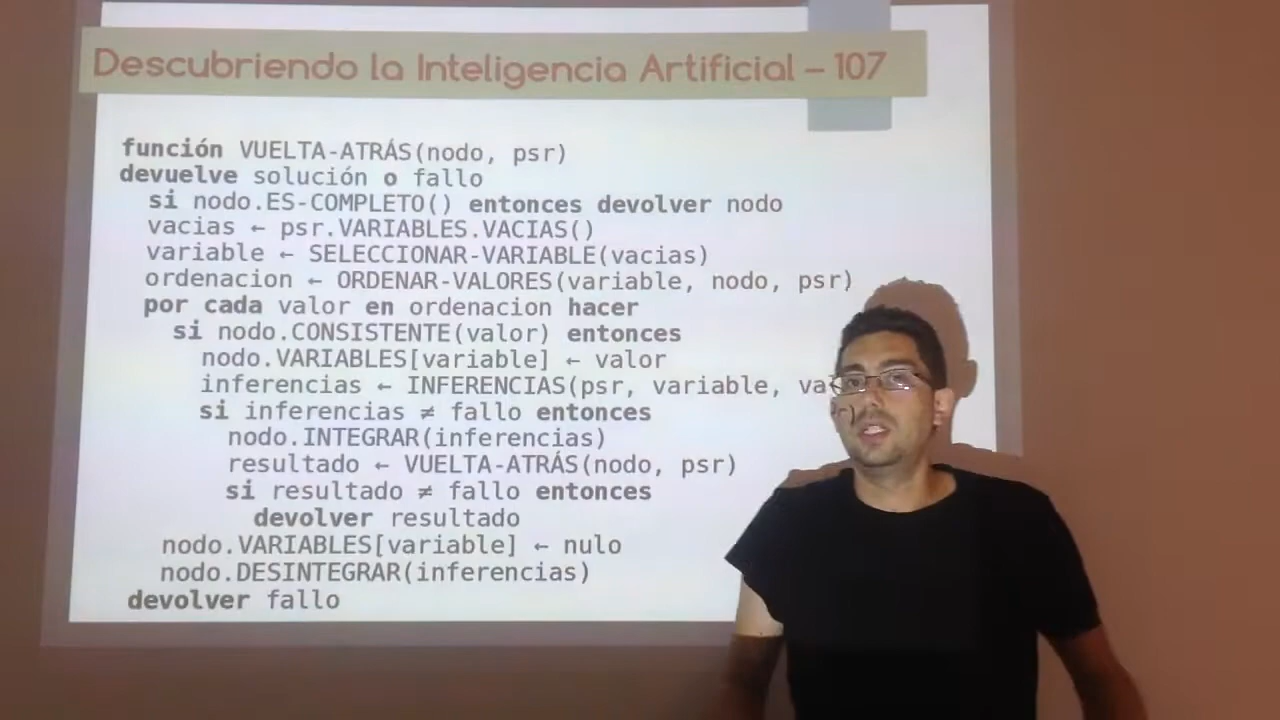 Descubriendo la Inteligencia Artificial – 107
función VUELTA-ATRÁS(nodo, psr)
devuelve solución o fallo
si nodo.ES-COMPLETO() entonces devolver nodo
vacias ← psr.VARIABLES.VACIAS()
variable ← SELECCIONAR-VARIABLE(vacias)
ordenacion ← ORDENAR-VALORES(variable, nodo, psr)
por cada valor en ordenacion hacer
si nodo.CONSISTENTE(valor) entonces
nodo.VARIABLES[variable] ← valor
inferencias ← INFERENCIAS(psr, variable,
si inferencias ≠ fallo entonces
nodo.INTEGRAR(inferencias)
resultado ← VUELTA-ATRÁS(nodo, psr)
si resultado ≠ fallo entonces
devolver resultado
nodo.VARIABLES[variable] ← nulo
nodo.DESINTEGRAR(inferencias)
devolver fallo